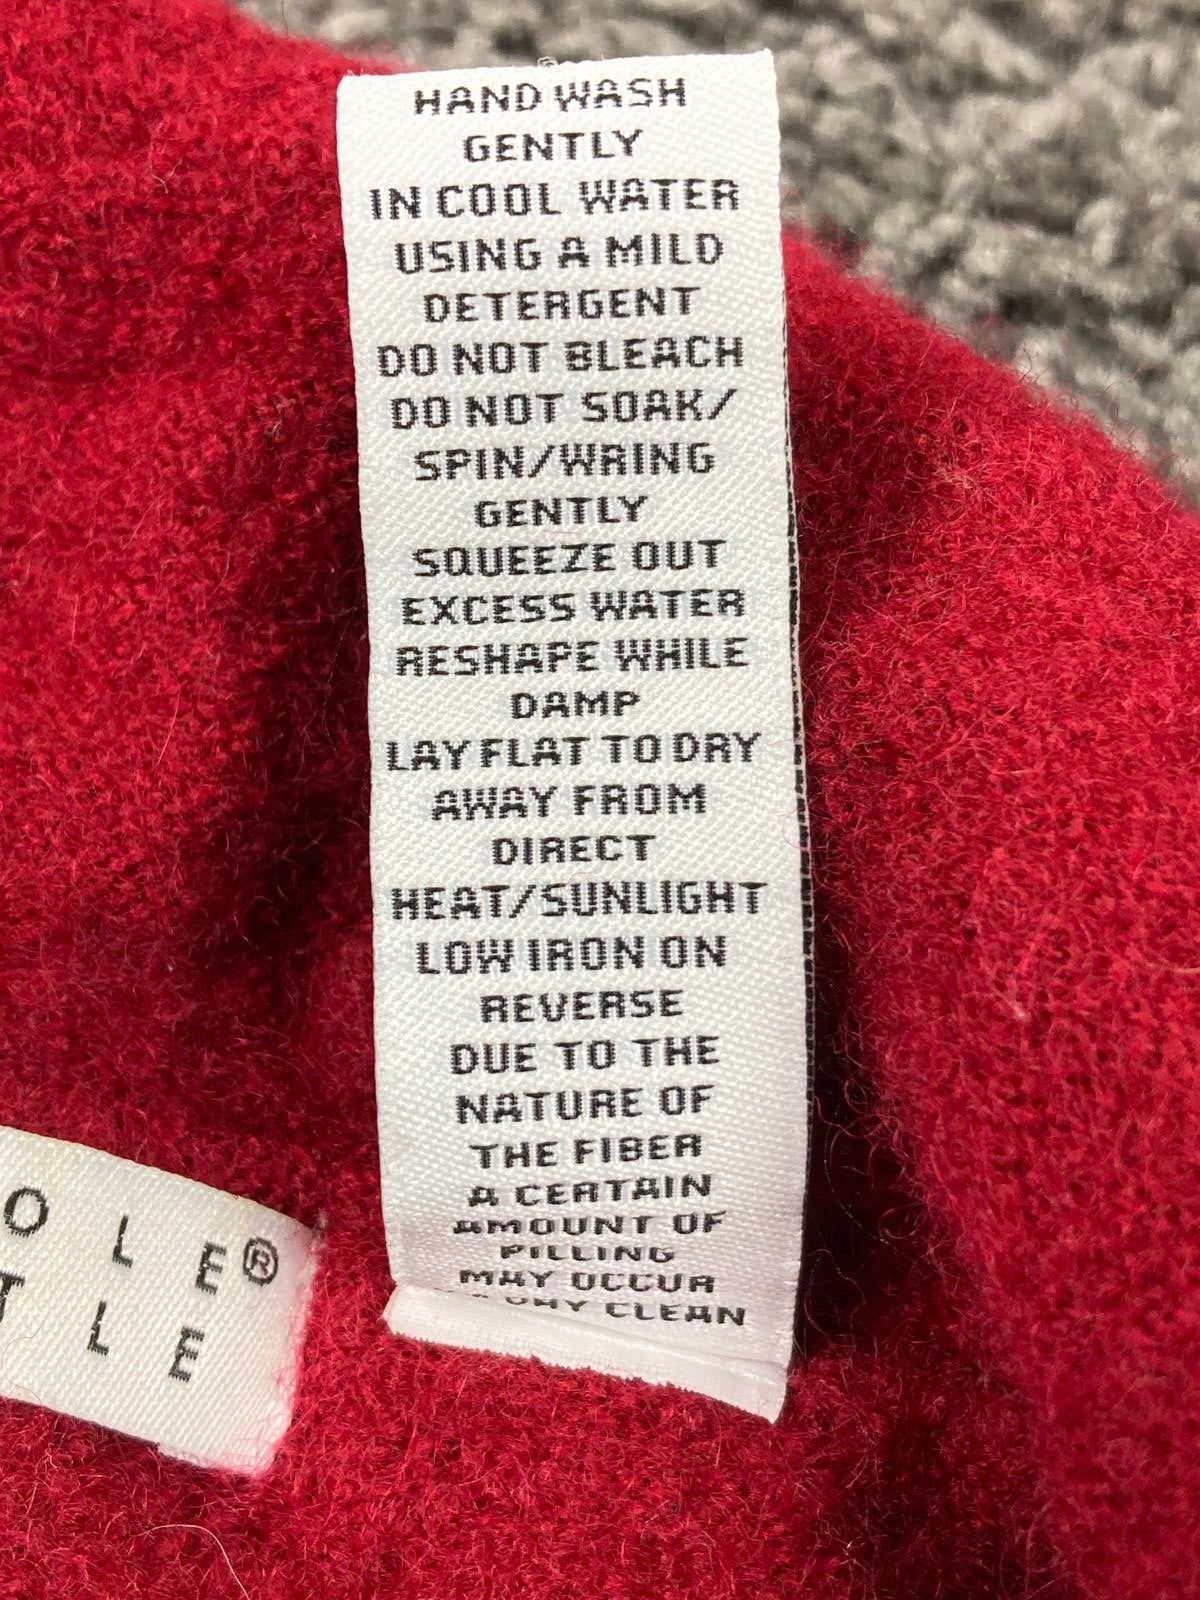 HAND WASH
GENTLY
IN COOL WATER
USING A MILD
DETERGENT
DO NOT BLEACH
DO NOT SOAK/
SPIN/WRING
GENTLY
SQUEEZE OUT
EXCESS WATER
RESHAPE WHILE
DAMP
LAY FLAT TO DRY
AWAY FROM
DIRECT
HEAT/SUNLIGHT
LOW IRON ON
REVERSE
DUE TO THE
NATURE OF
THE FIBER
A CERTAIN
AMOUNT OF
PILLING
MAY OCCUR
DRY CLEAN
OLE®
TLE